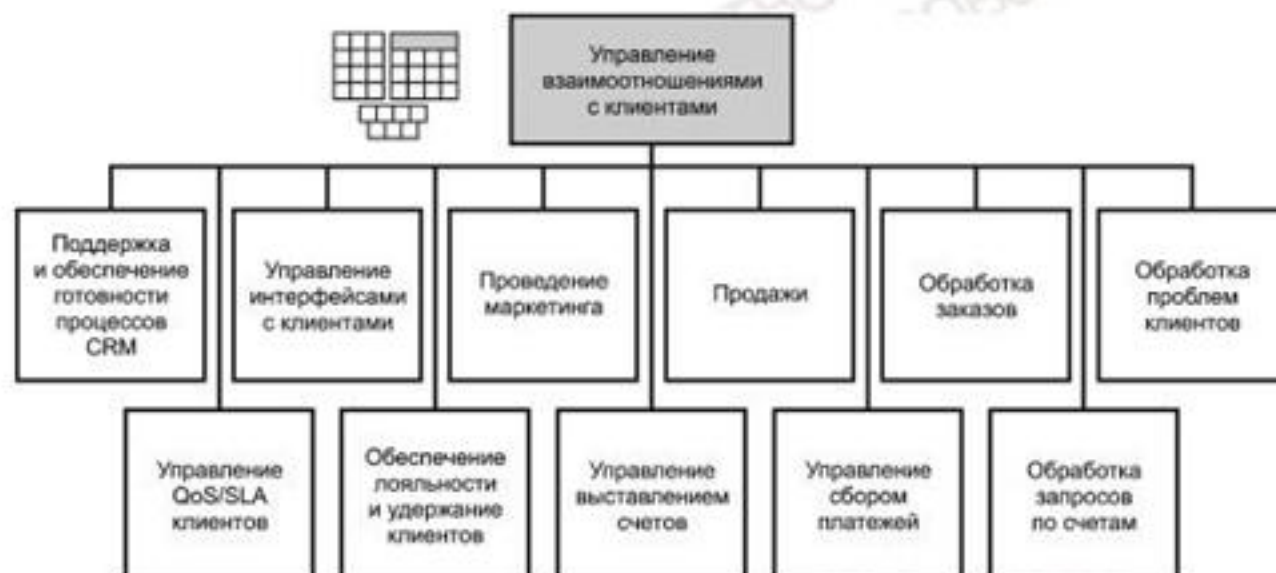 Управление
взаимоотношениями
с клиентами
Поддержка
и обеспечение
готовности
процессов
CRM
Управление
интерфейсами
с клиентами
Проведение
маркетинга
Продажи
Обработка
заказов
Обработка
проблем
клиентов
Управление
QoS/SLA
клиентов
Обеспечение
лояльности
и удержание
клиентов
Управление
выставлением
счетов
Управление
сбором
платежей
Обработка
запросов
по счетам